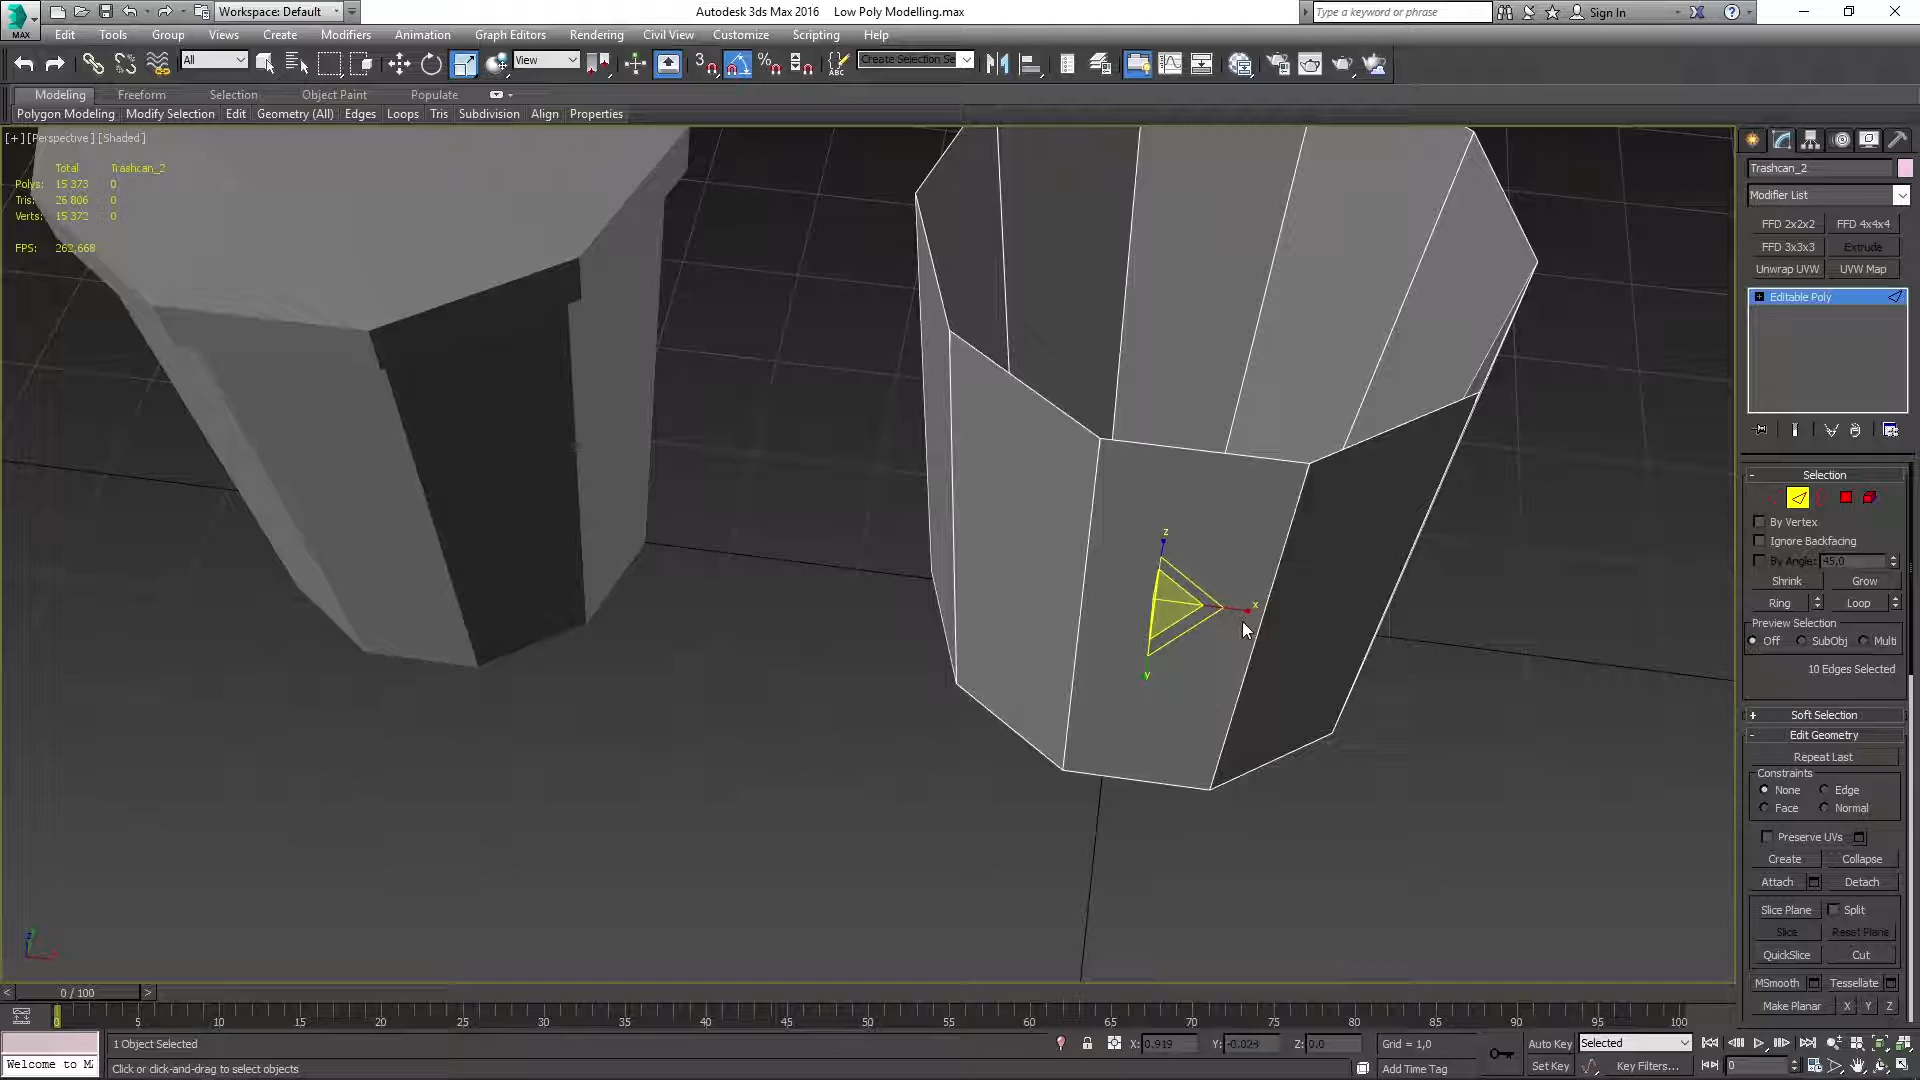 Workspace: Default
Autodesk 3ds Max 2016 Low Poly Modelling.max
Type a keyword or phrase
Sign In
MAX
Edit Tools Group Views Create Modifiers Animation Graph Editors Rendering Civil View Customize Scripting Help
All
View
3
%
ABC
Create Selection Se
Modeling Freeform Selection Object Paint Populate
Polygon Modeling Modify Selection Edit Geometry (All) Edges Loops Tris Subdivision Align Properties
[+] [Perspective] [Shaded]
Total Trashcan_2
Polys: 15 373 0
Tris: 26 806 0
Verts: 15 372 0
FPS: 262,668
z
x
y
Trashcan_2
Modifier List
FFD 2x2x2 FFD 4x4x4
FFD 3x3x3 Extrude
Unwrap UVW UVW Map
Editable Poly
- Selection
By Vertex
Ignore Backfacing
By Angle: 45,0
Shrink Grow
Ring Loop
Preview Selection
Off SubObj Multi
10 Edges Selected
+ Soft Selection
- Edit Geometry
Repeat Last
Constraints
None Edge
Face Normal
Preserve UVs
Create Collapse
Attach Detach
Slice Plane Split
Slice Reset Plane
QuickSlice Cut
MSmooth Tessellate
Make Planar X Y Z
< 0 / 100 >
0 5 10 15 20 25 30 35 40 45 50 55 60 65 70 75 80 85 90 95 100
1 Object Selected
X: 0.919 Y: -0.028 Z: 0.0
Grid = 1,0
Auto Key Selected
Welcome to M
Click or click-and-drag to select objects
Add Time Tag
Set Key Key Filters...
0